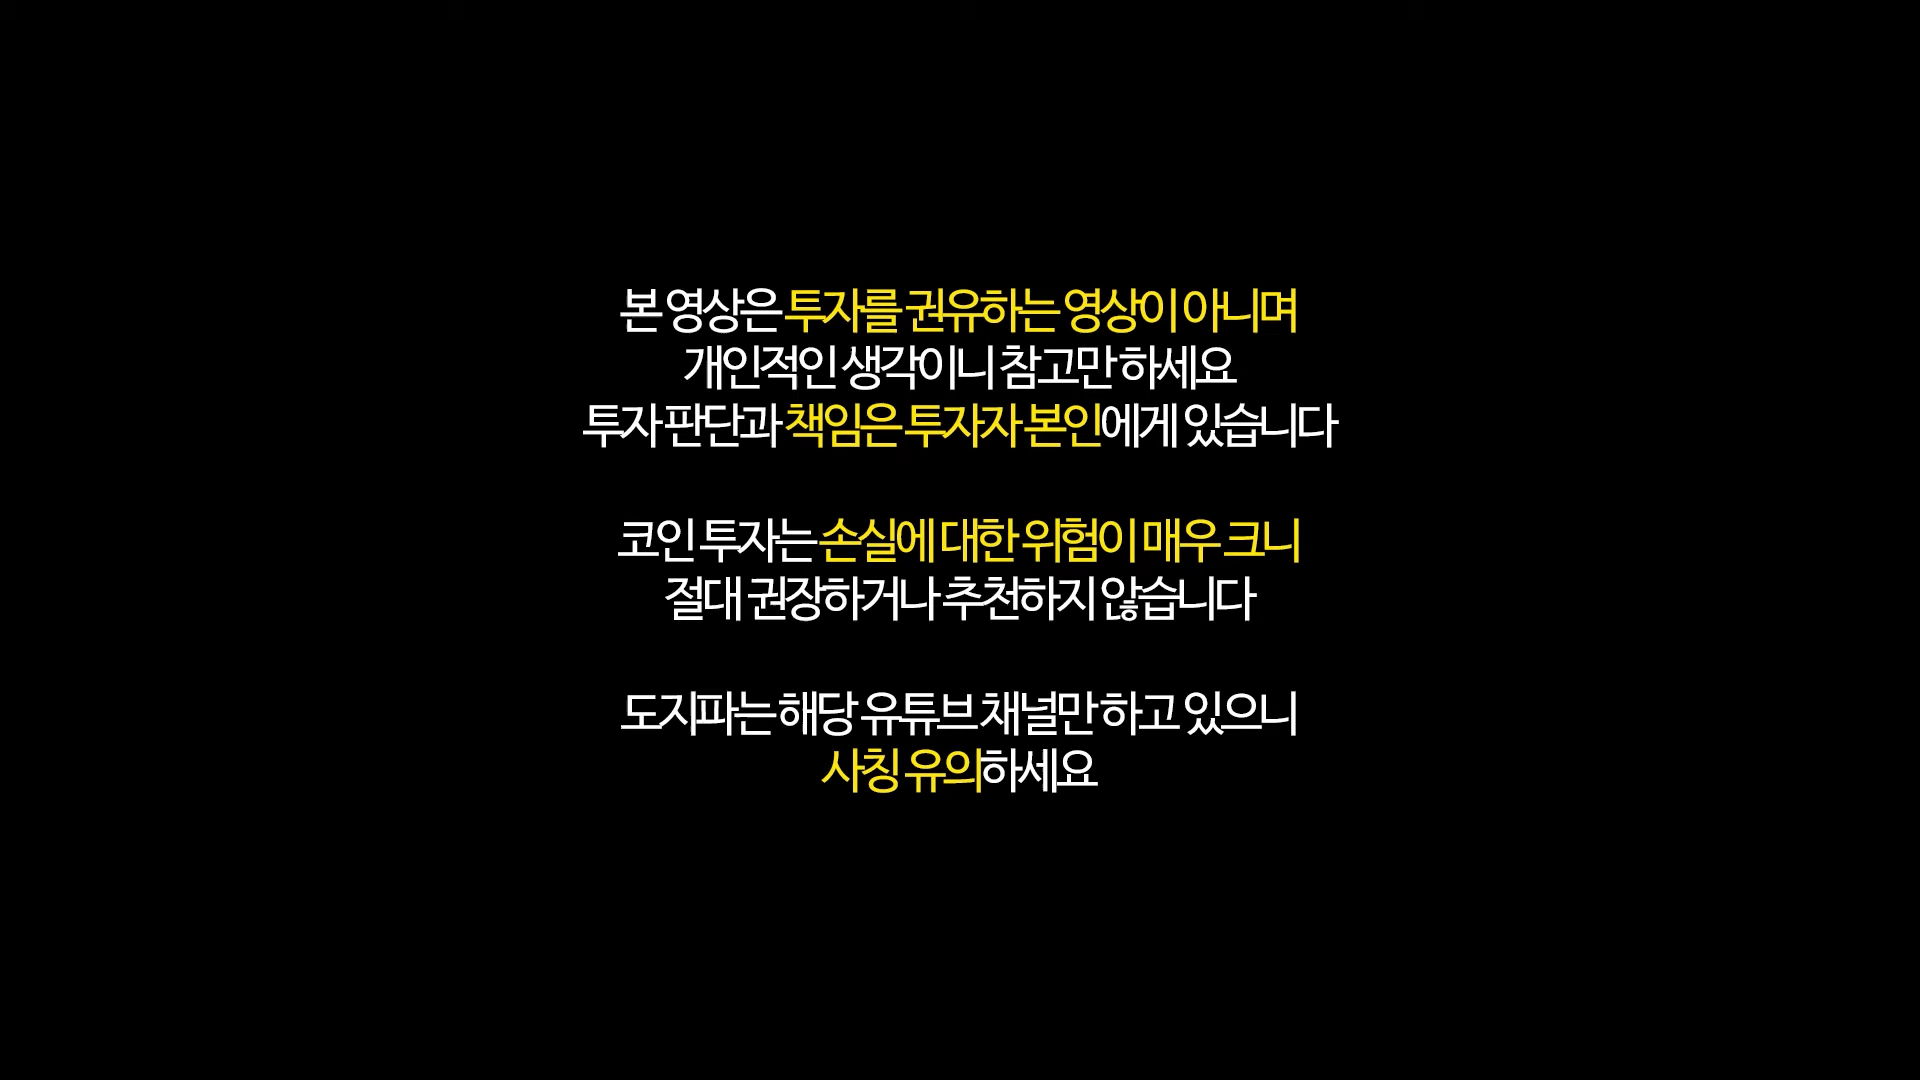 본 영상은 투자를 권유하는 영상이 아니며
개인적인 생각이니 참고만 하세요
투자 판단과 책임은 투자자 본인에게 있습니다
코인 투자는 손실에 대한 위험이 매우 크니
절대 권장하거나 추천하지 않습니다
도지파는 해당 유튜브 채널만 하고 있으니
사칭 유의하세요